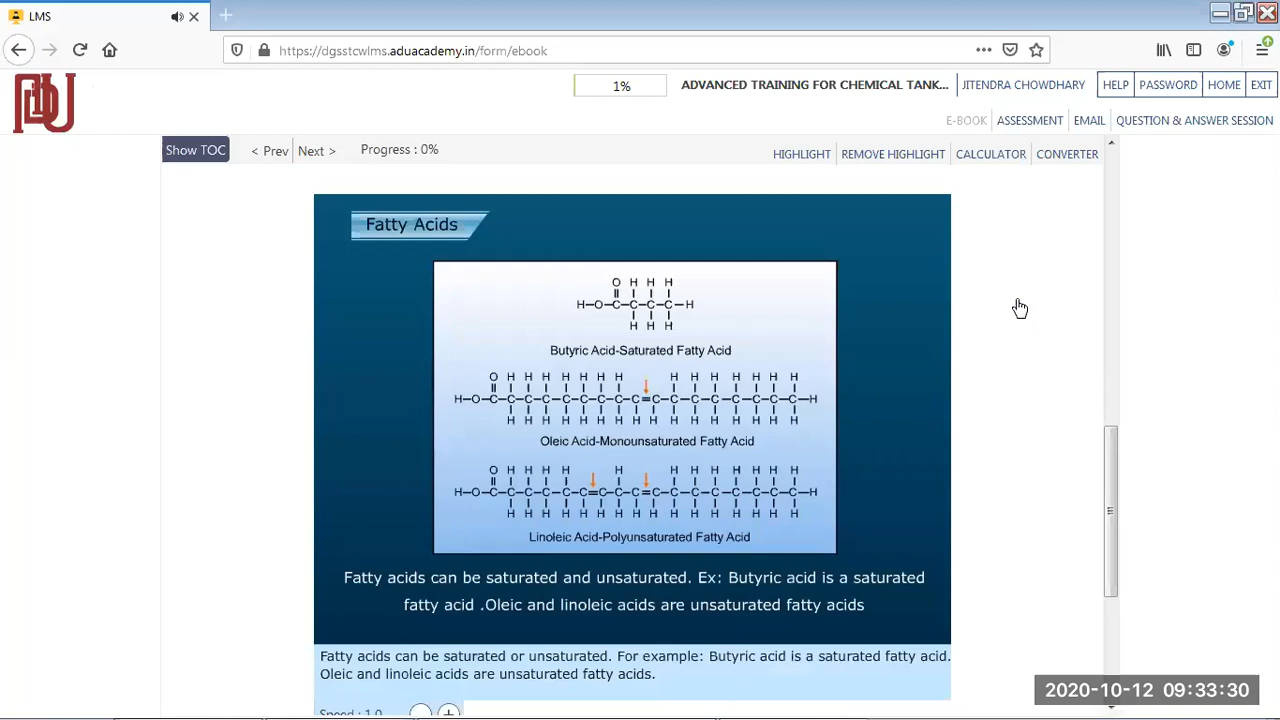 LMS
https://dgsstcwlms.aduacademy.in/form/ebook
ADU
1%
ADVANCED TRAINING FOR CHEMICAL TANK...
JITENDRA CHOWDHARY
HELP
PASSWORD
HOME
EXIT
E-BOOK
ASSESSMENT
EMAIL
QUESTION & ANSWER SESSION
Show TOC
< Prev
Next >
Progress : 0%
HIGHLIGHT
REMOVE HIGHLIGHT
CALCULATOR
CONVERTER
Fatty Acids
O H H H
H-O-C-C-C-C-H
H H H
Butyric Acid-Saturated Fatty Acid
O H H H H H H H H H H H H H H
H-O-C-C-C-C-C-C-C-C-C=C-C-C-C-C-C-C-C-H
H H H H H H H H H H H H H H H H
Oleic Acid-Monounsaturated Fatty Acid
O H H H H H H H H H H H H
H-O-C-C-C-C-C-C=C-C-C=C-C-C-C-C-C-C-C-H
H H H H H H H H H H H H H H H H
Linoleic Acid-Polyunsaturated Fatty Acid
Fatty acids can be saturated and unsaturated. Ex: Butyric acid is a saturated
fatty acid .Oleic and linoleic acids are unsaturated fatty acids
Fatty acids can be saturated or unsaturated. For example: Butyric acid is a saturated fatty acid.
Oleic and linoleic acids are unsaturated fatty acids.
Speed : 1.0
2020-10-12 09:33:30